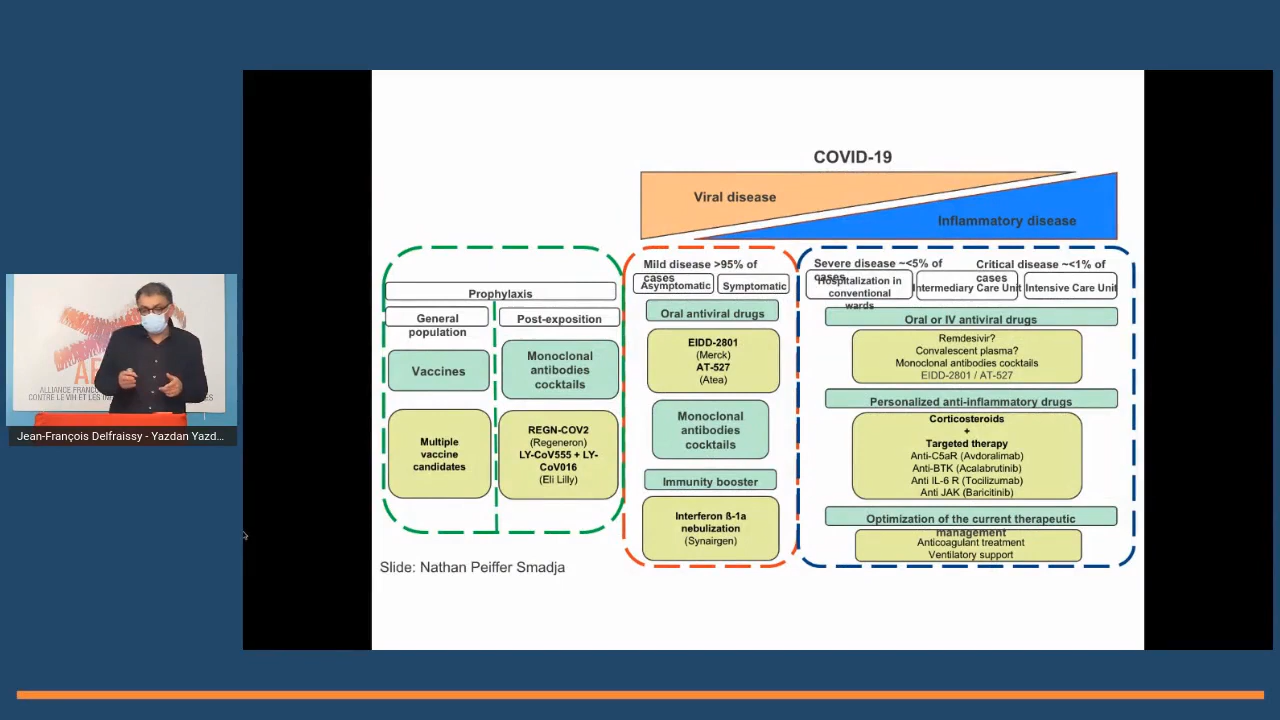 COVID-19
Viral disease
Inflammatory disease
Prophylaxis
General
population
Post-exposition
Vaccines
Monoclonal
antibodies
cocktails
Multiple
vaccine
candidates
REGN-COV2
(Regeneron)
LY-CoV555 + LY-
CoV016
(Eli Lilly)
Mild disease >95% of
cases
Asymptomatic
Symptomatic
Oral antiviral drugs
EIDD-2801
(Merck)
AT-527
(Atea)
Monoclonal
antibodies
cocktails
Immunity booster
Interferon ß-1a
nebulization
(Synairgen)
Severe disease ~<5% of
cases
Critical disease ~<1% of
cases
Hospitalization in
conventional
wards
Intermediary Care Unit
Intensive Care Unit
Oral or IV antiviral drugs
Remdesivir?
Convalescent plasma?
Monoclonal antibodies cocktails
EIDD-2801 / AT-527
Personalized anti-inflammatory drugs
Corticosteroids
+
Targeted therapy
Anti-C5aR (Avdoralimab)
Anti-BTK (Acalabrutinib)
Anti IL-6 R (Tocilizumab)
Anti JAK (Baricitinib)
Optimization of the current therapeutic
management
Anticoagulant treatment
Ventilatory support
Slide: Nathan Peiffer Smadja
Jean-François Delfraissy - Yazdan Yazd...